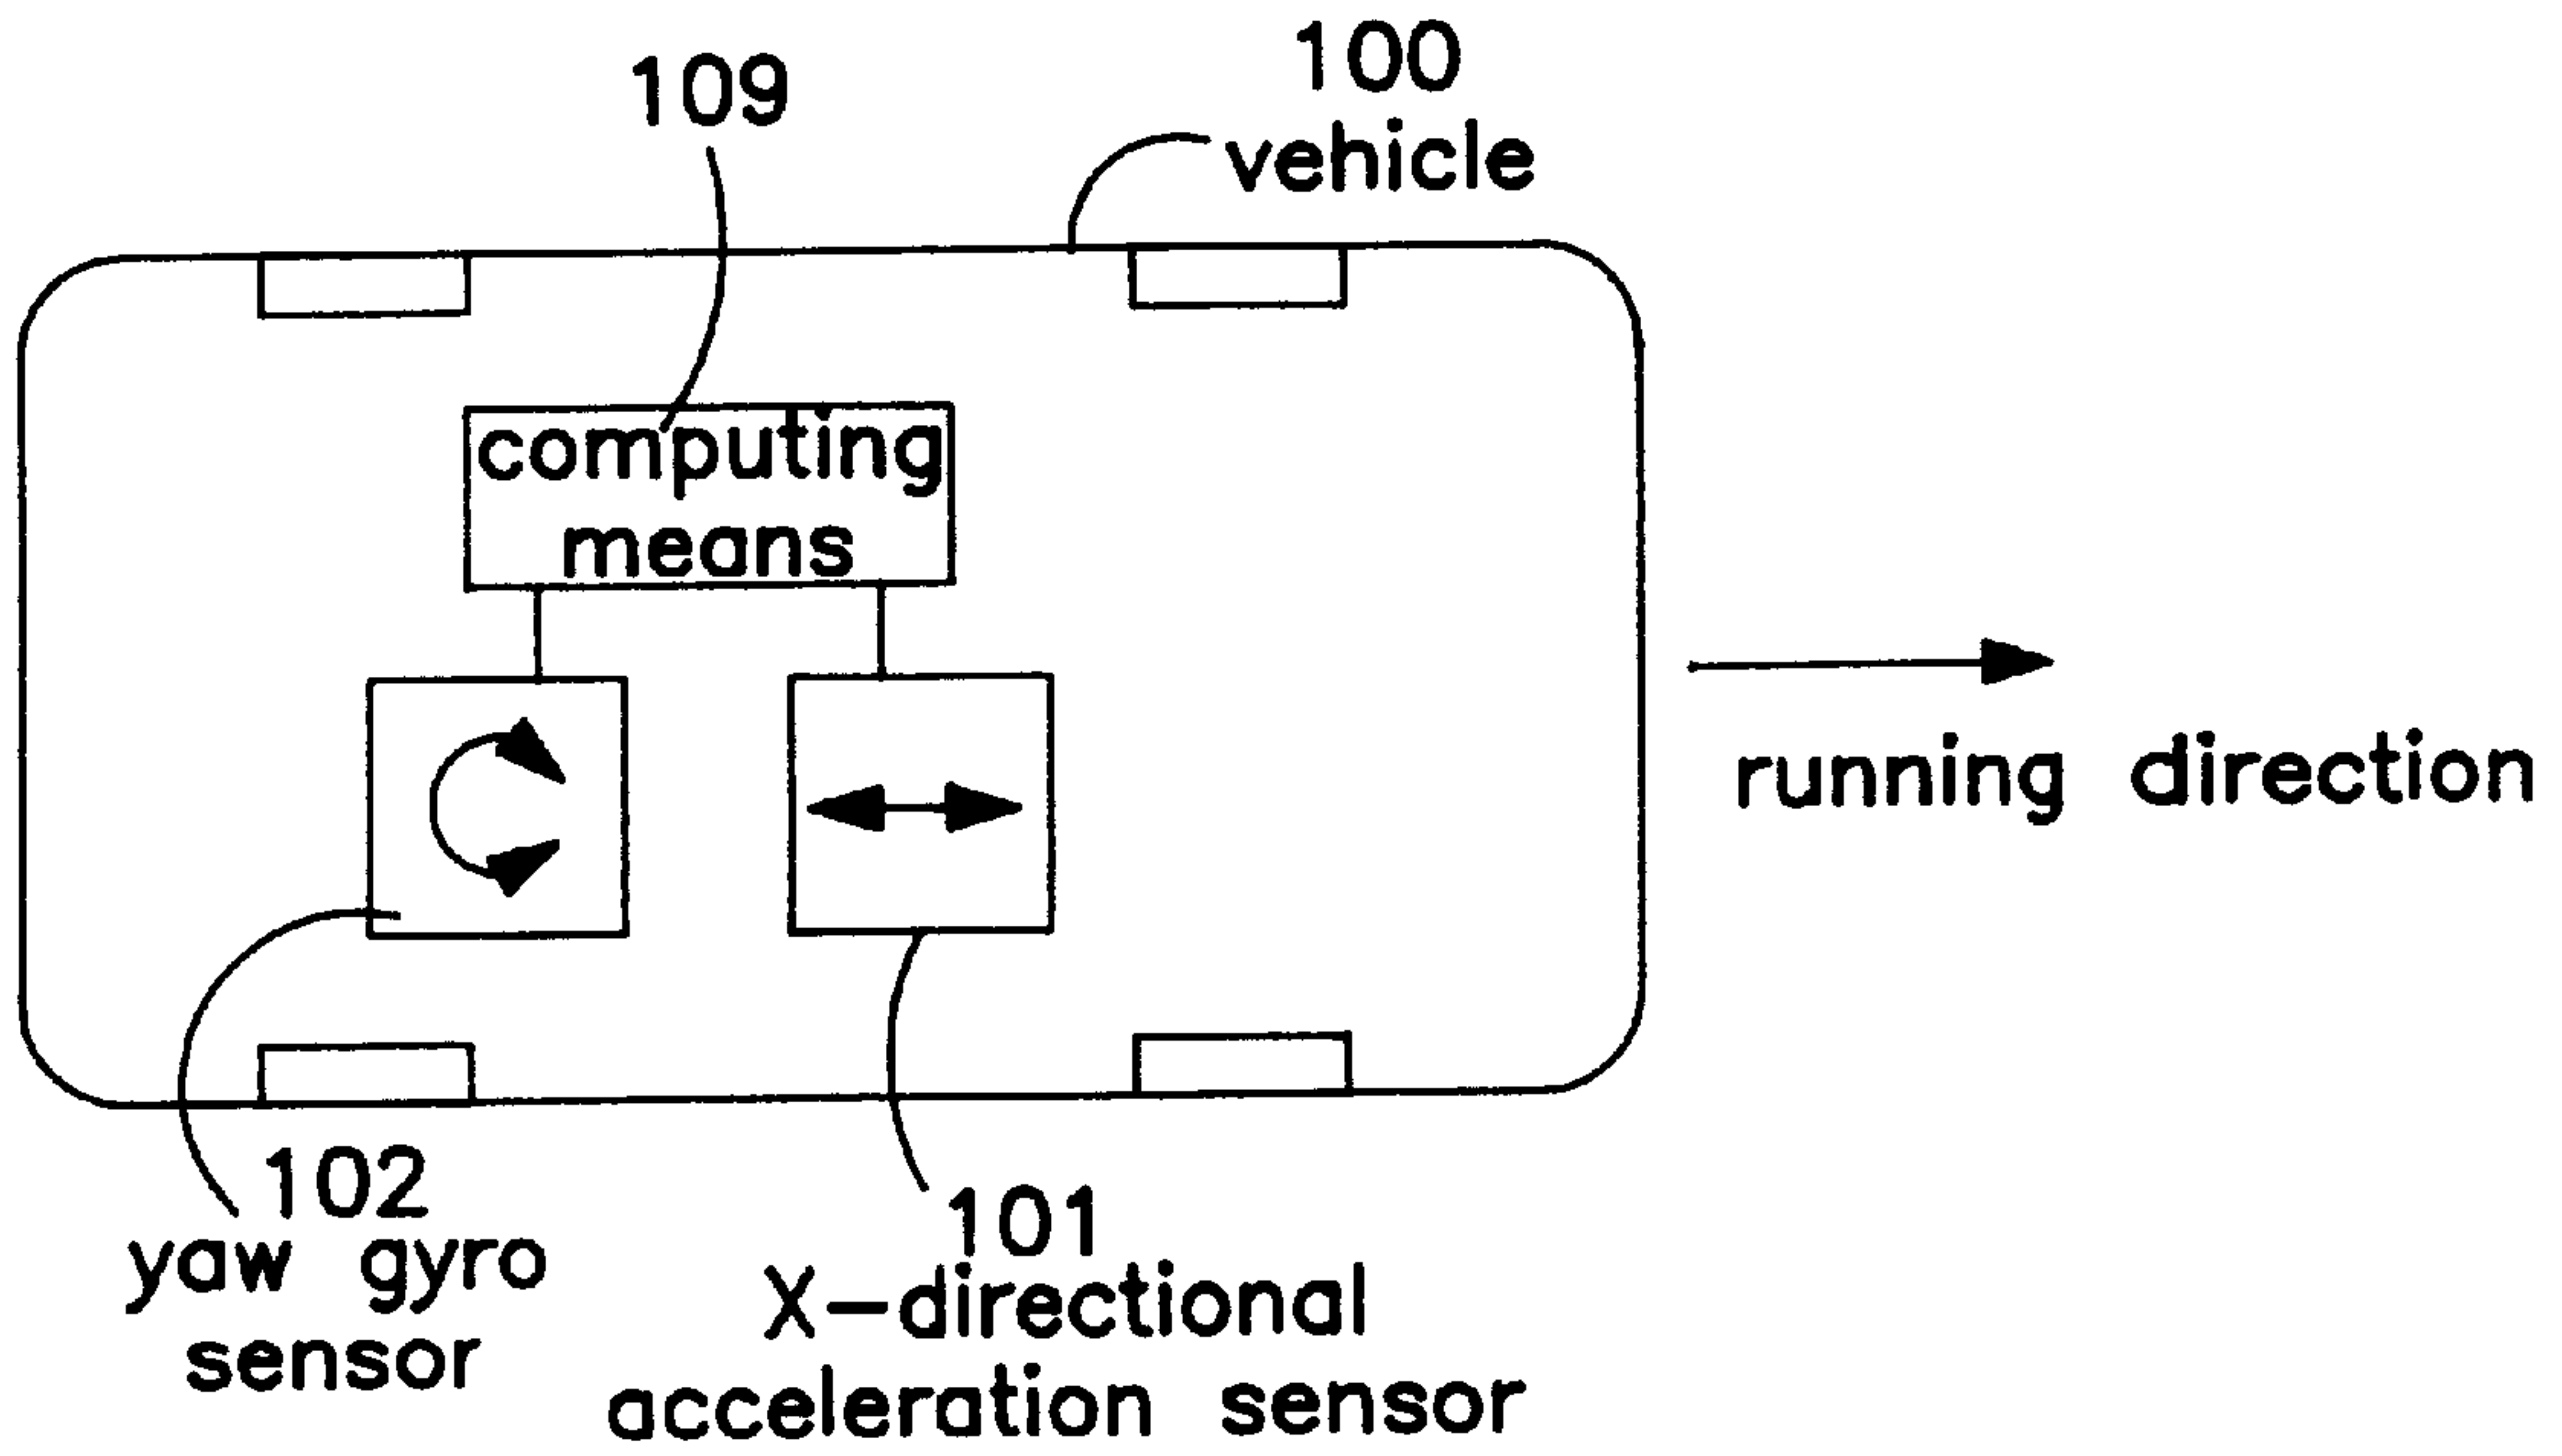 109
100
vehicle
computing
means
running direction
102
yaw gyro
sensor
101
X-directional
acceleration sensor